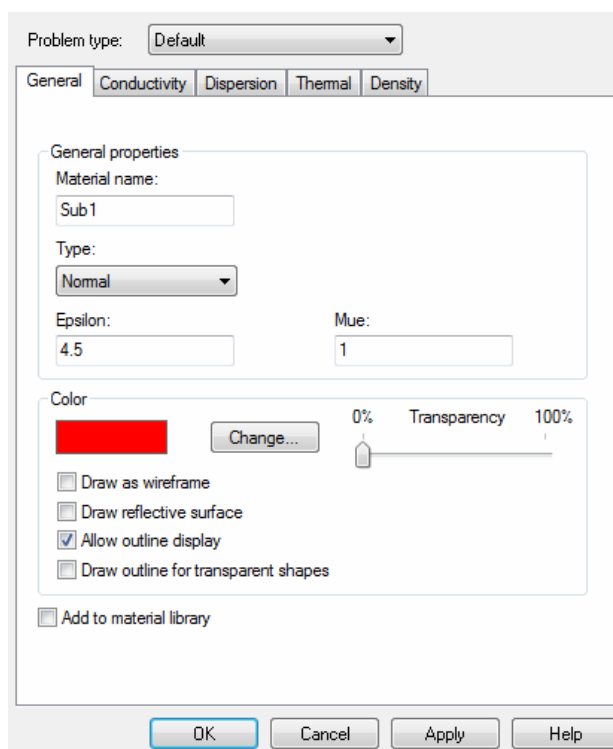 Problem type: Default
General Conductivity Dispersion Thermal Density
General properties
Material name:
Sub1
Type:
Normal
Epsilon: Mue:
4.5 1
Color
0% Transparency 100%
Change...
Draw as wireframe
Draw reflective surface
Allow outline display
Draw outline for transparent shapes
Add to material library
OK Cancel Apply Help